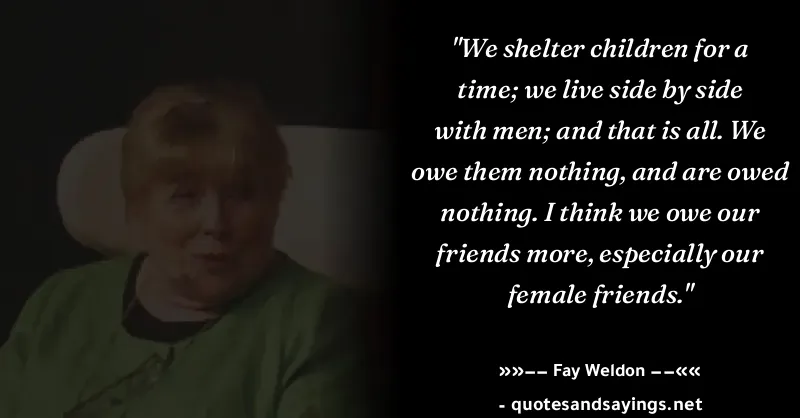 "We shelter children for a
time; we live side by side
with men; and that is all. We
owe them nothing, and are owed
nothing. I think we owe our
friends more, especially our
female friends."
»»–– Fay Weldon ––««
- quotesandsayings.net